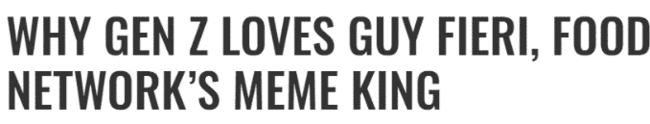 WHY GEN Z LOVES GUY FIERI, FOOD
NETWORK’S MEME KING